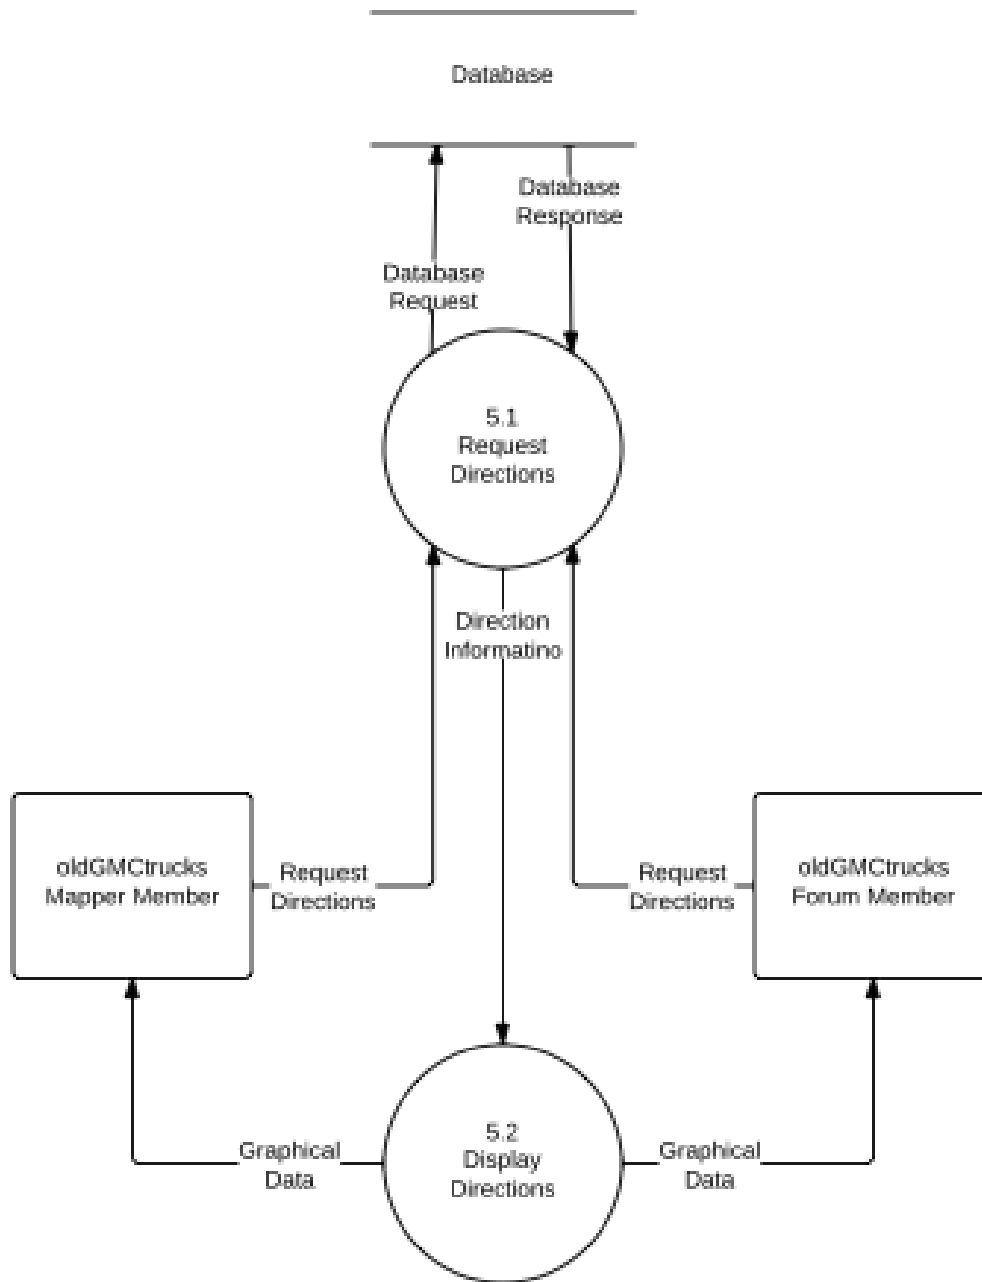 Database
Database
Response
Database
Request
5.1
Request
Directions
Direction
Informatino
oldGMCtrucks
Mapper Member
Request
Directions
Request
Directions
oldGMCtrucks
Forum Member
5.2
Display
Directions
Graphical
Data
Graphical
Data